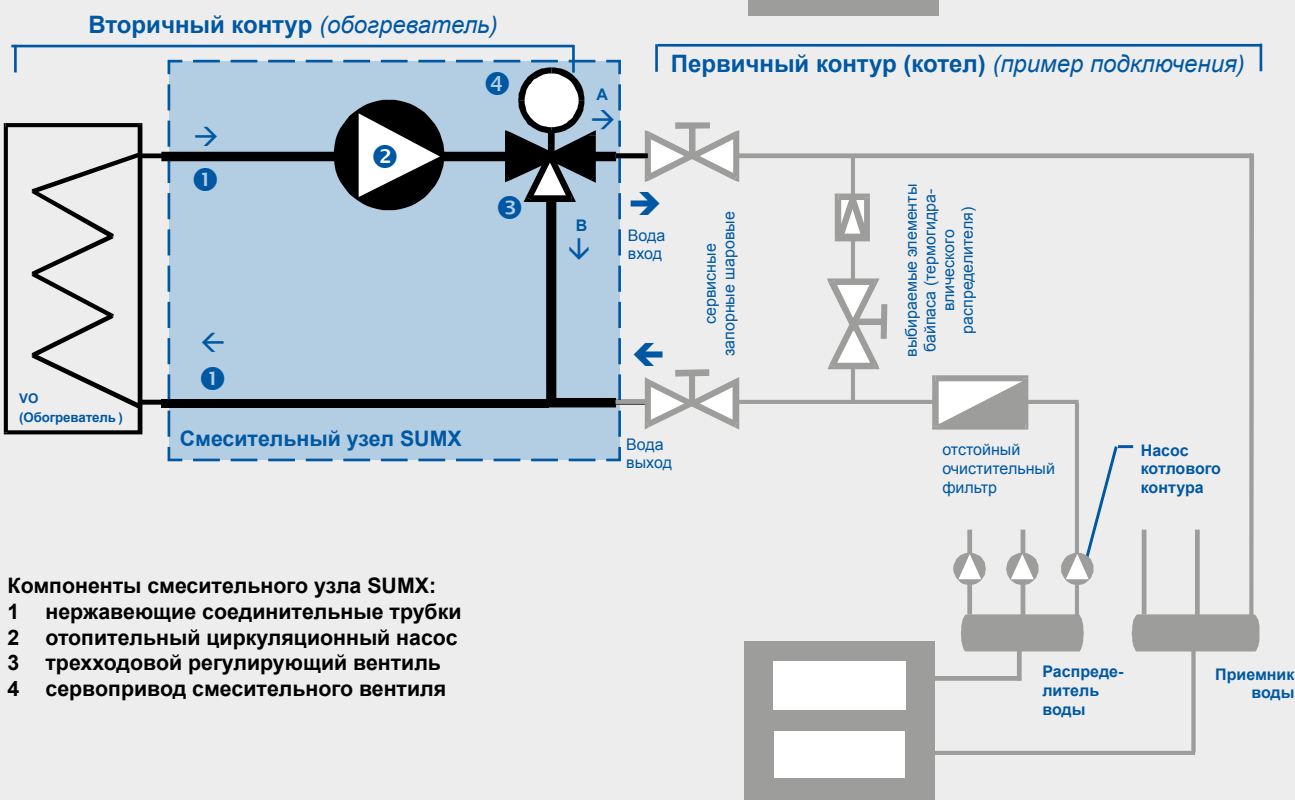 Вторичный контур (обогреватель)
Первичный контур (котел) (пример подключения)
4
A
1
2
3
B
Вода
вход
сервисные
запорные шаровые
выбираемые элементы
байпаса (термогидра-
влического
распределителя)
1
VO
(Обогреватель)
Смесительный узел SUMX
Вода
выход
отстойный
очистительный
фильтр
Насос
котлового
контура
Компоненты смесительного узла SUMX:
1 нержавеющие соединительные трубки
2 отопительный циркуляционный насос
3 трехходовой регулирующий вентиль
4 сервопривод смесительного вентиля
Распреде-
литель
воды
Приемник
воды